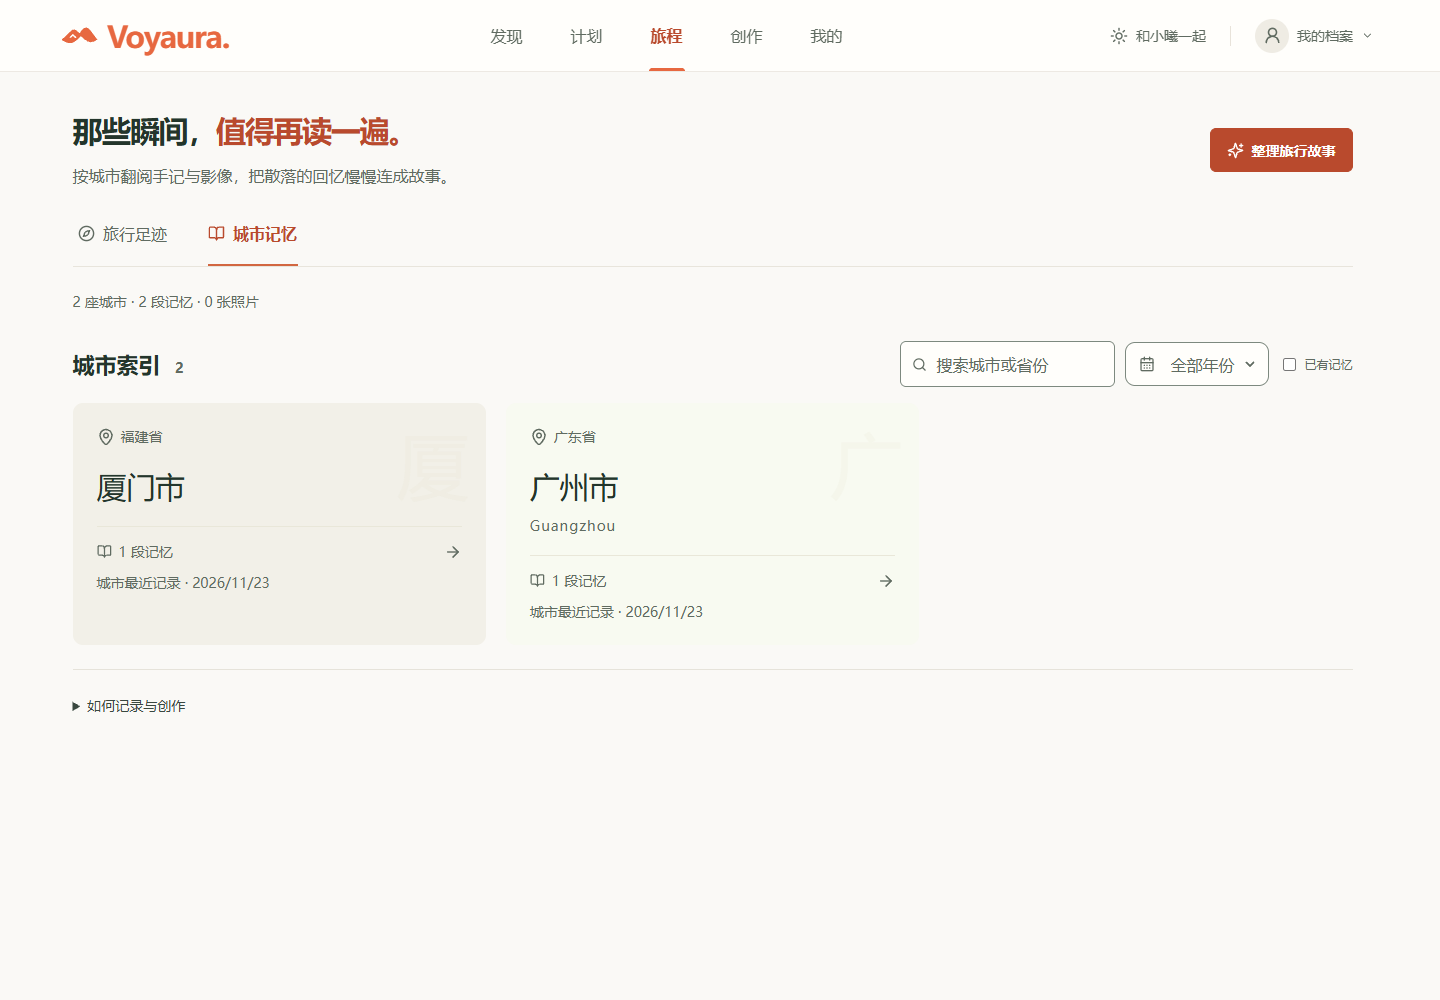 Voyaura.
发现 计划 旅程 创作 我的
和小曦一起 我的档案
那些瞬间，值得再读一遍。
按城市翻阅手记与影像，把散落的回忆慢慢连成故事。
整理旅行故事
旅行足迹 城市记忆
2 座城市 · 2 段记忆 · 0 张照片
城市索引 2
搜索城市或省份 全部年份 已有记忆
福建省
厦
厦门市
1 段记忆
城市最近记录 · 2026/11/23
广东省
广
广州市
Guangzhou
1 段记忆
城市最近记录 · 2026/11/23
如何记录与创作